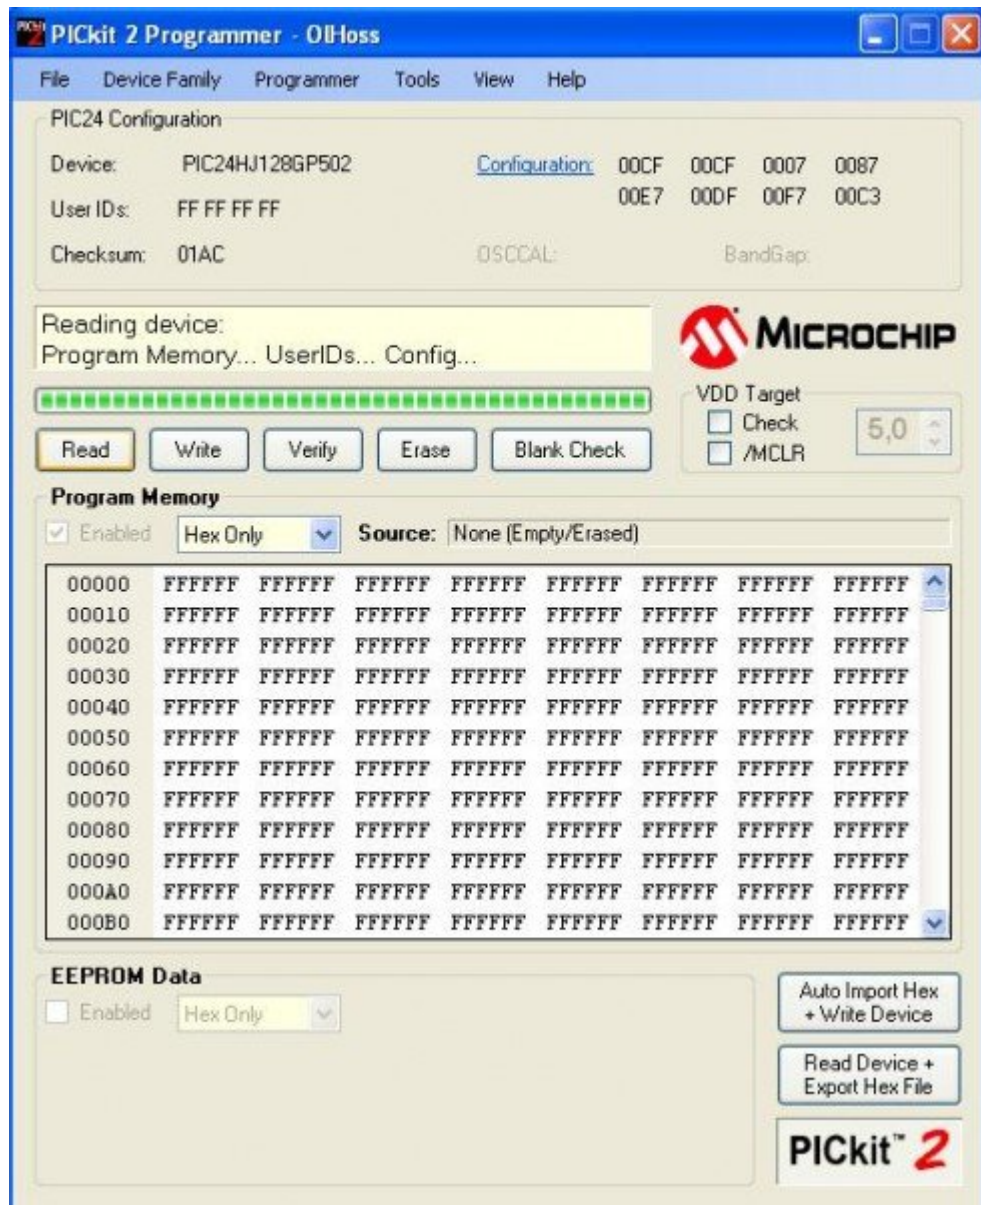 PICkit 2 Programmer - OlHoss
File Device Family Programmer Tools View Help
PIC24 Configuration
Device: PIC24HJ128GP502 Configuration: 00CF 00CF 0007 0087
00E7 00DF 00F7 00C3
User IDs: FF FF FF FF
Checksum: 01AC OSCCAL: BandGap:
Reading device:
Program Memory... UserIDs... Config...
MICROCHIP
VDD Target
Check
/MCLR
5,0
Read Write Verify Erase Blank Check
Program Memory
Enabled Hex Only Source: None (Empty/Erased)
00000 FFFFFF FFFFFF FFFFFF FFFFFF FFFFFF FFFFFF FFFFFF FFFFFF
00010 FFFFFF FFFFFF FFFFFF FFFFFF FFFFFF FFFFFF FFFFFF FFFFFF
00020 FFFFFF FFFFFF FFFFFF FFFFFF FFFFFF FFFFFF FFFFFF FFFFFF
00030 FFFFFF FFFFFF FFFFFF FFFFFF FFFFFF FFFFFF FFFFFF FFFFFF
00040 FFFFFF FFFFFF FFFFFF FFFFFF FFFFFF FFFFFF FFFFFF FFFFFF
00050 FFFFFF FFFFFF FFFFFF FFFFFF FFFFFF FFFFFF FFFFFF FFFFFF
00060 FFFFFF FFFFFF FFFFFF FFFFFF FFFFFF FFFFFF FFFFFF FFFFFF
00070 FFFFFF FFFFFF FFFFFF FFFFFF FFFFFF FFFFFF FFFFFF FFFFFF
00080 FFFFFF FFFFFF FFFFFF FFFFFF FFFFFF FFFFFF FFFFFF FFFFFF
00090 FFFFFF FFFFFF FFFFFF FFFFFF FFFFFF FFFFFF FFFFFF FFFFFF
000A0 FFFFFF FFFFFF FFFFFF FFFFFF FFFFFF FFFFFF FFFFFF FFFFFF
000B0 FFFFFF FFFFFF FFFFFF FFFFFF FFFFFF FFFFFF FFFFFF FFFFFF
EEPROM Data
Enabled Hex Only
Auto Import Hex
+ Write Device
Read Device +
Export Hex File
PICkit™ 2